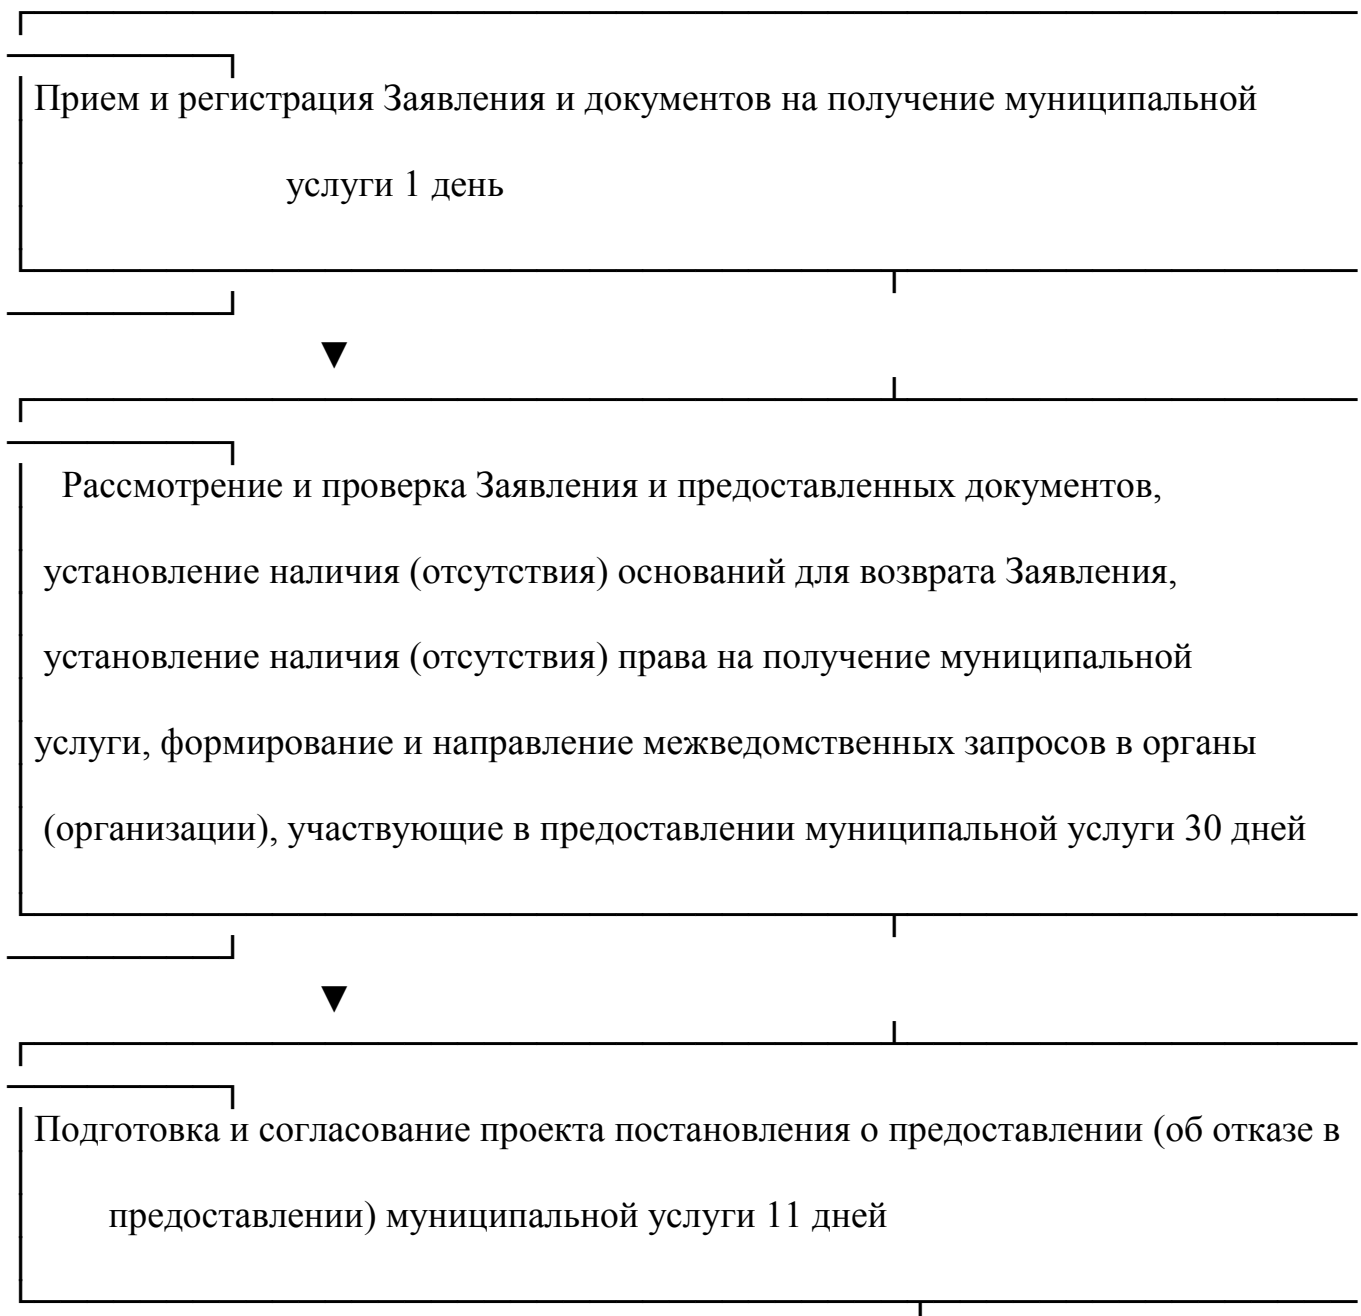 Прием и регистрация Заявления и документов на получение муниципальной
услуги 1 день
▼
Рассмотрение и проверка Заявления и предоставленных документов,
установление наличия (отсутствия) оснований для возврата Заявления,
установление наличия (отсутствия) права на получение муниципальной
услуги, формирование и направление межведомственных запросов в органы
(организации), участвующие в предоставлении муниципальной услуги 30 дней
▼
Подготовка и согласование проекта постановления о предоставлении (об отказе в
предоставлении) муниципальной услуги 11 дней